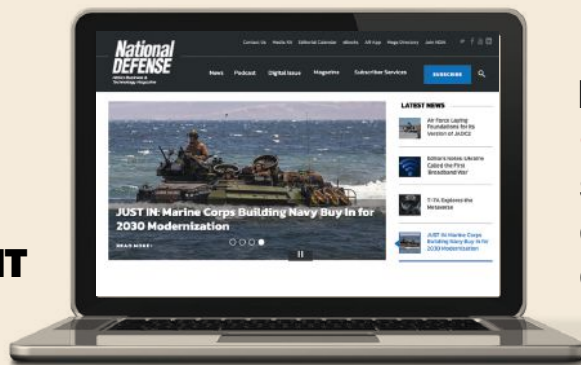 Contact Us Media Kit Editorial Calendar eBooks AR App Mega Directory Join NDIA
National
DEFENSE
News Podcast Digital Issue Magazine Subscriber Services SUBSCRIBE
LATEST NEWS
Air Force Laying
Foundations for Its
Version of JADC2
Editor's Notes: Ukraine
Called the First
'Broadband War'
T-7A Explores the
Metaverse
JUST IN: Marine Corps
Building Navy Buy In for
2030 Modernization
JUST IN: Marine Corps Building Navy Buy In for
2030 Modernization
READ MORE
IT